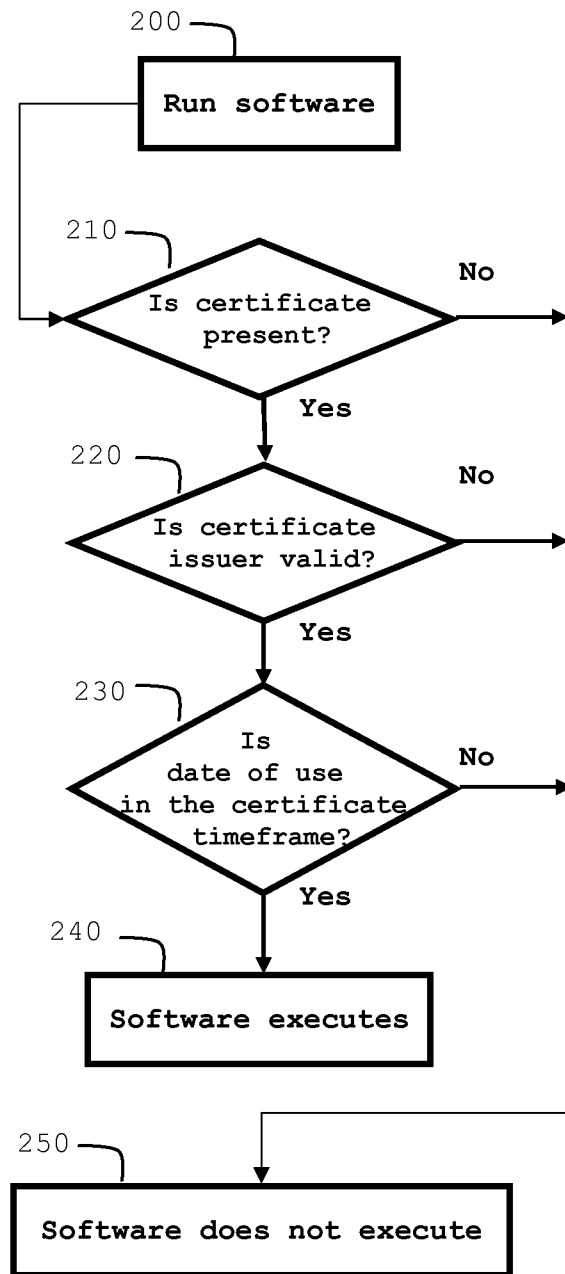 200
Run software
210
Is certificate
present?
No
Yes
220
Is certificate
issuer valid?
No
Yes
230
Is
date of use
in the certificate
timeframe?
No
Yes
240
Software executes
250
Software does not execute